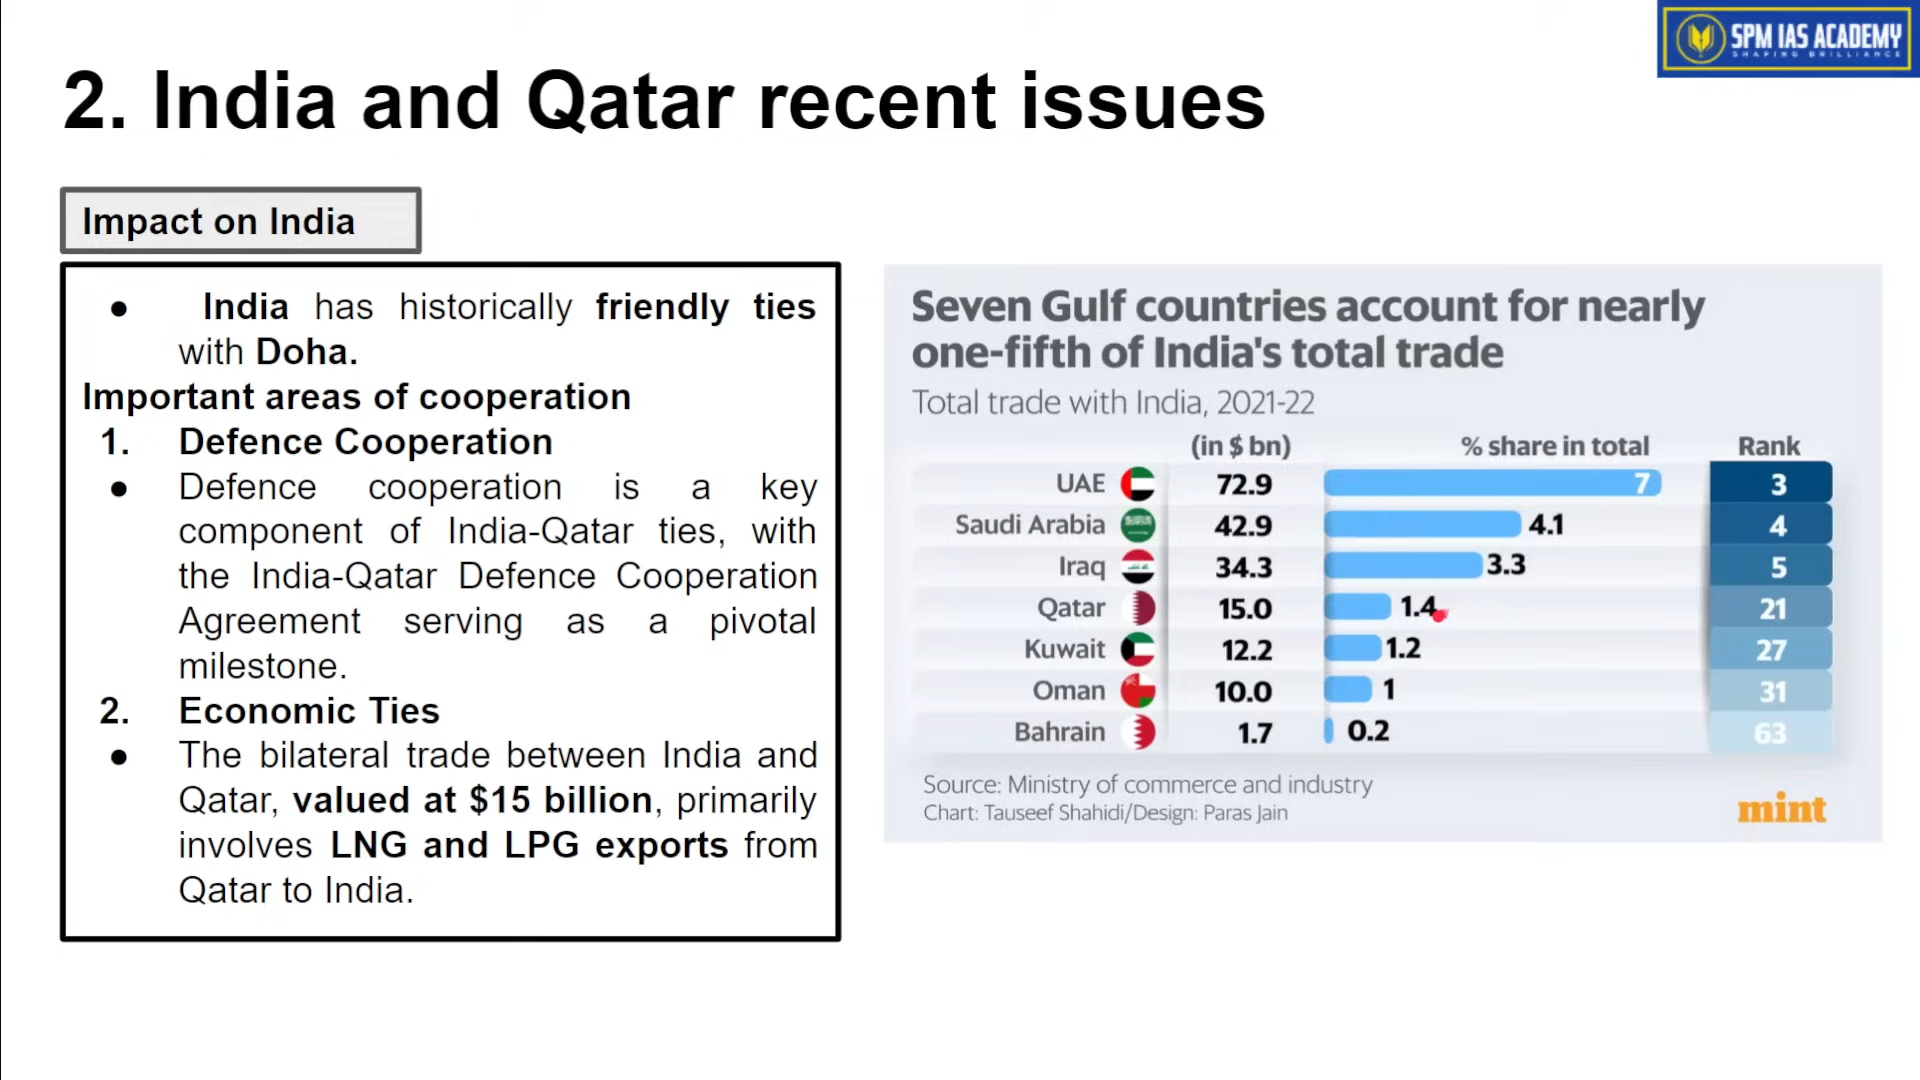 SPM IAS ACADEMY
SHAPING BRILLIANCE
2. India and Qatar recent issues
Impact on India
● India has historically friendly ties
with Doha.
Important areas of cooperation
1. Defence Cooperation
● Defence cooperation is a key
component of India-Qatar ties, with
the India-Qatar Defence Cooperation
Agreement serving as a pivotal
milestone.
2. Economic Ties
● The bilateral trade between India and
Qatar, valued at $15 billion, primarily
involves LNG and LPG exports from
Qatar to India.
Seven Gulf countries account for nearly
one-fifth of India's total trade
Total trade with India, 2021-22
(in $ bn) % share in total Rank
UAE 72.9 7 3
Saudi Arabia 42.9 4.1 4
Iraq 34.3 3.3 5
Qatar 15.0 1.4 21
Kuwait 12.2 1.2 27
Oman 10.0 1 31
Bahrain 1.7 0.2 63
Source: Ministry of commerce and industry
Chart: Tauseef Shahidi/Design: Paras Jain
mint